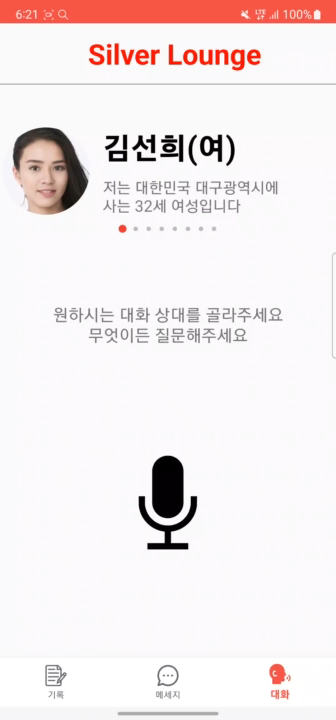 6:21 LTE 100%
Silver Lounge
김선희(여)
저는 대한민국 대구광역시에
사는 32세 여성입니다
원하시는 대화 상대를 골라주세요
무엇이든 질문해주세요
기록 메세지 대화